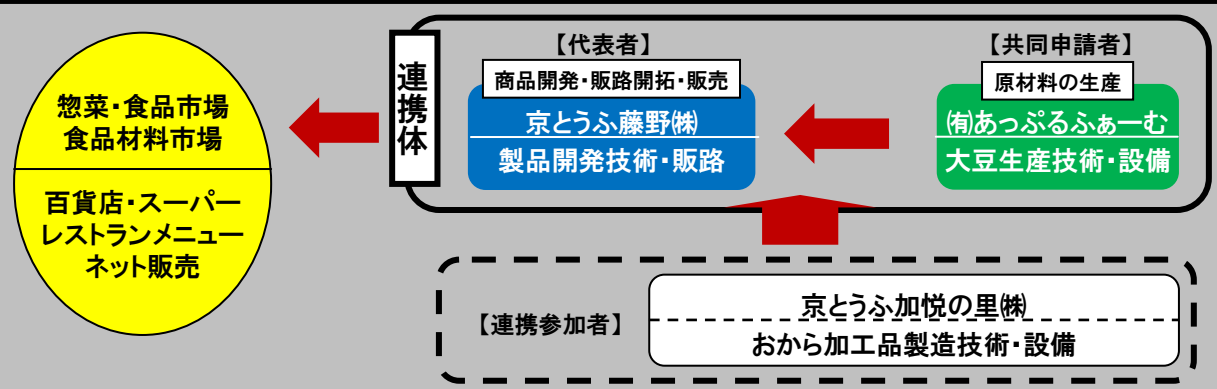 惣菜・食品市場
食品材料市場
百貨店・スーパー
レストランメニュー
ネット販売
連携体
【代表者】
商品開発・販路開拓・販売
京とうふ藤野㈱
製品開発技術・販路
【共同申請者】
原材料の生産
㈲あっぷるふぁーむ
大豆生産技術・設備
【連携参加者】
京とうふ加悦の里㈱
おから加工品製造技術・設備